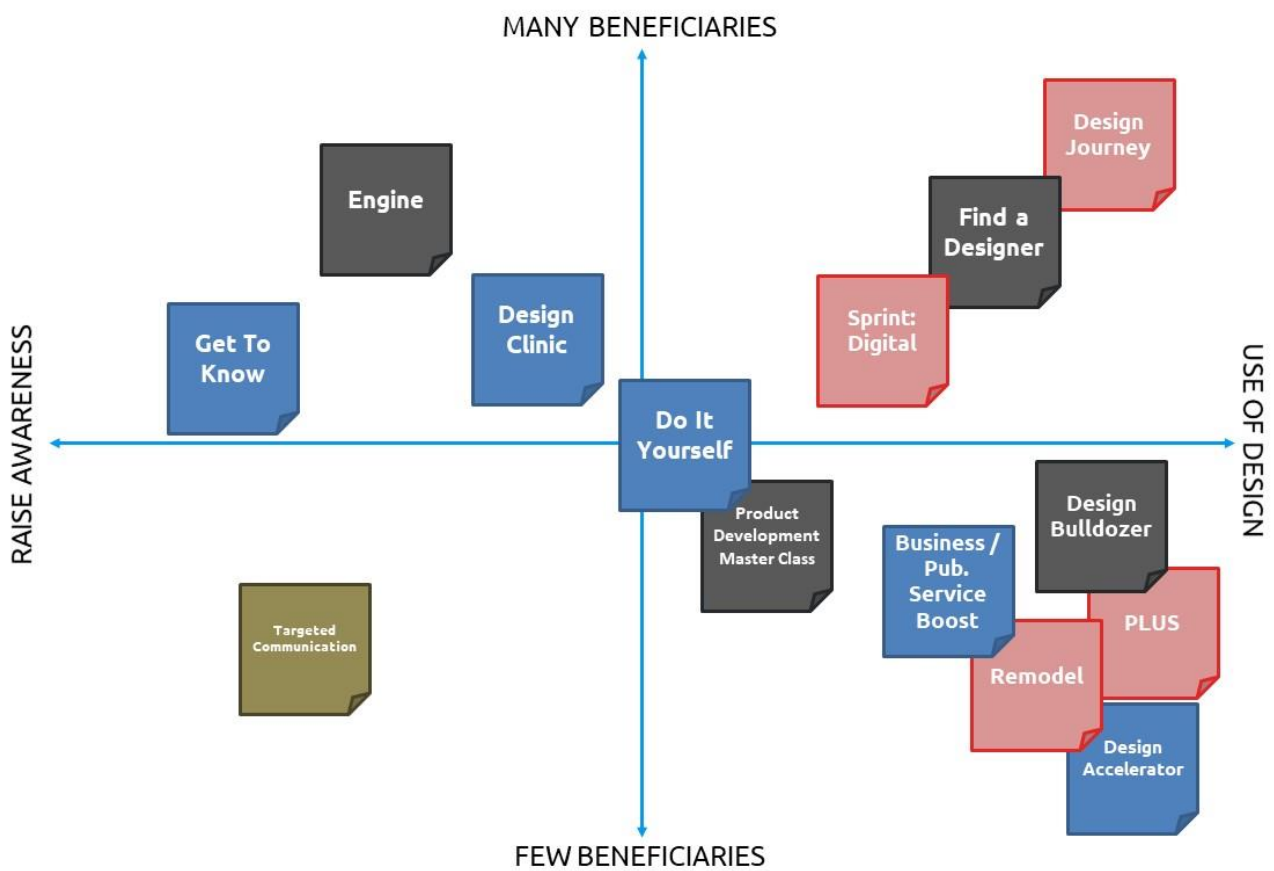 MANY BENEFICIARIES
Design
Journey
Engine
Find a
Designer
Design
Clinic
Sprint:
Digital
Get To
Know
RAISE AWARENESS
USE OF DESIGN
Do It
Yourself
Product
Development
Master Class
Design
Bulldozer
Business /
Pub.
Service
Boost
PLUS
Targeted
Communication
Remodel
Design
Accelerator
FEW BENEFICIARIES